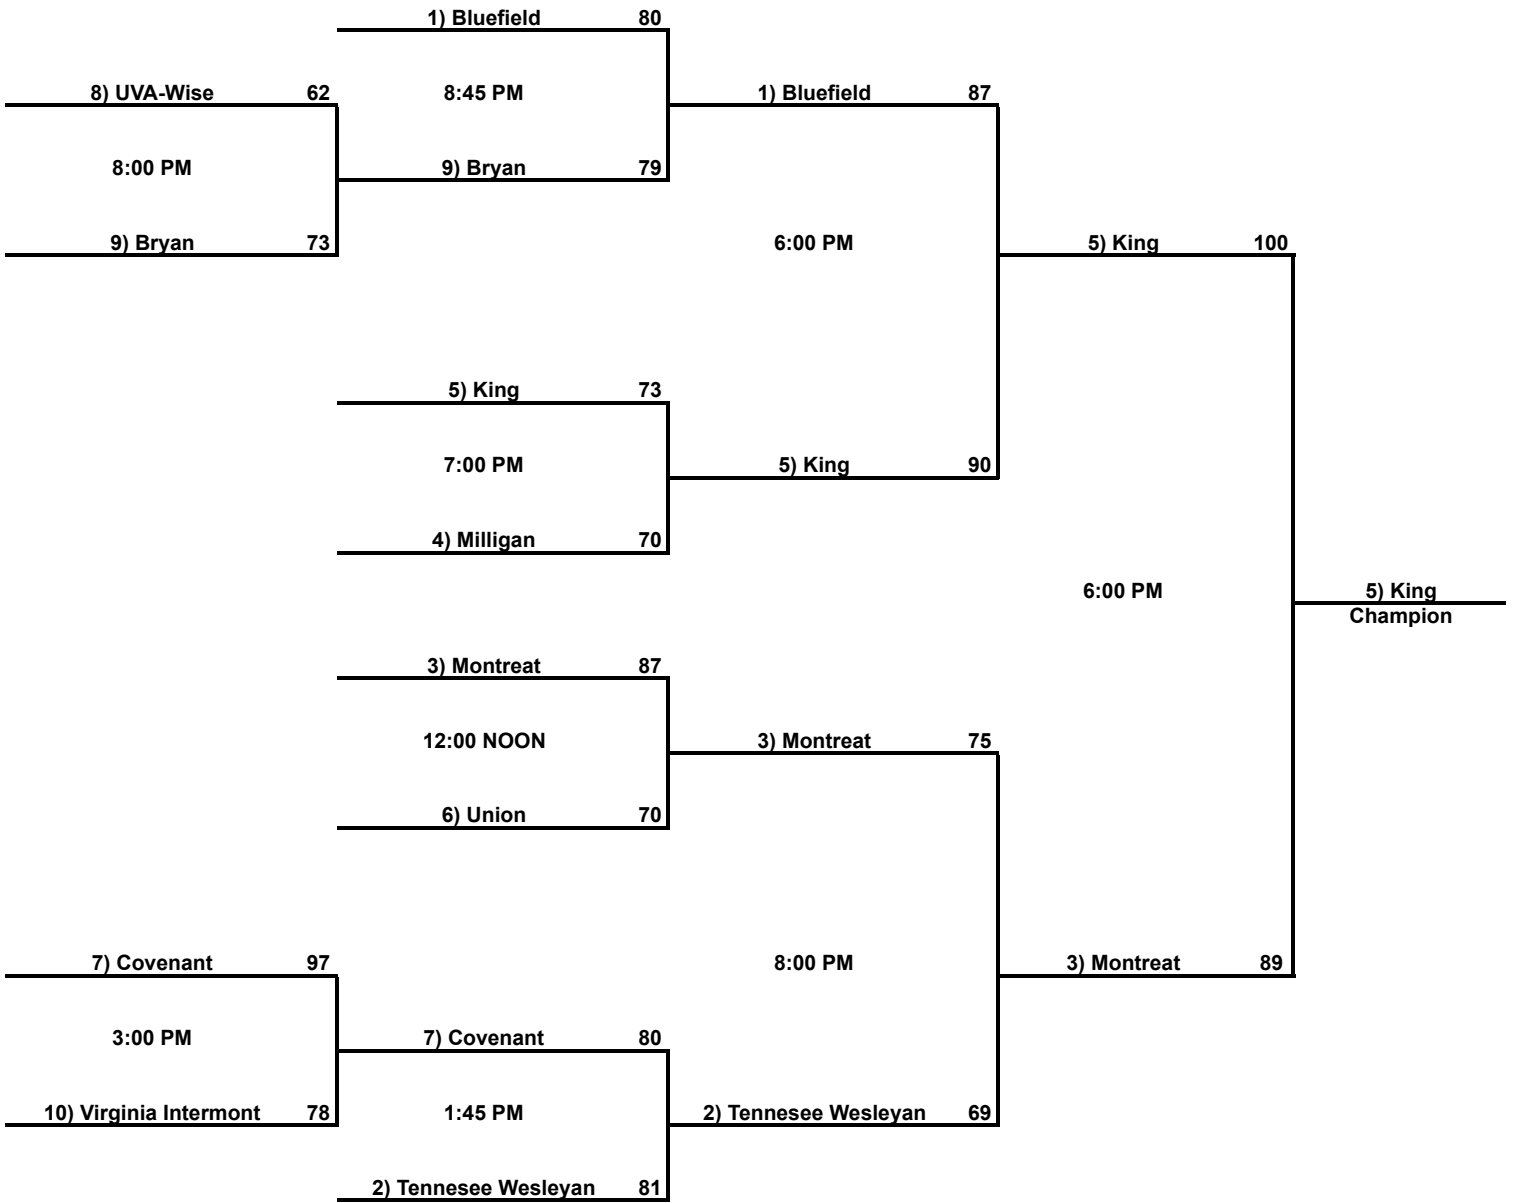 1) Bluefield 80
8) UVA-Wise 62 8:45 PM 1) Bluefield 87
8:00 PM 9) Bryan 79
9) Bryan 73 6:00 PM 5) King 100
5) King 73
7:00 PM 5) King 90
4) Milligan 70
6:00 PM 5) King
Champion
3) Montreat 87
12:00 NOON 3) Montreat 75
6) Union 70
7) Covenant 97 8:00 PM 3) Montreat 89
3:00 PM 7) Covenant 80
10) Virginia Intermont 78 1:45 PM 2) Tennesee Wesleyan 69
2) Tennesee Wesleyan 81